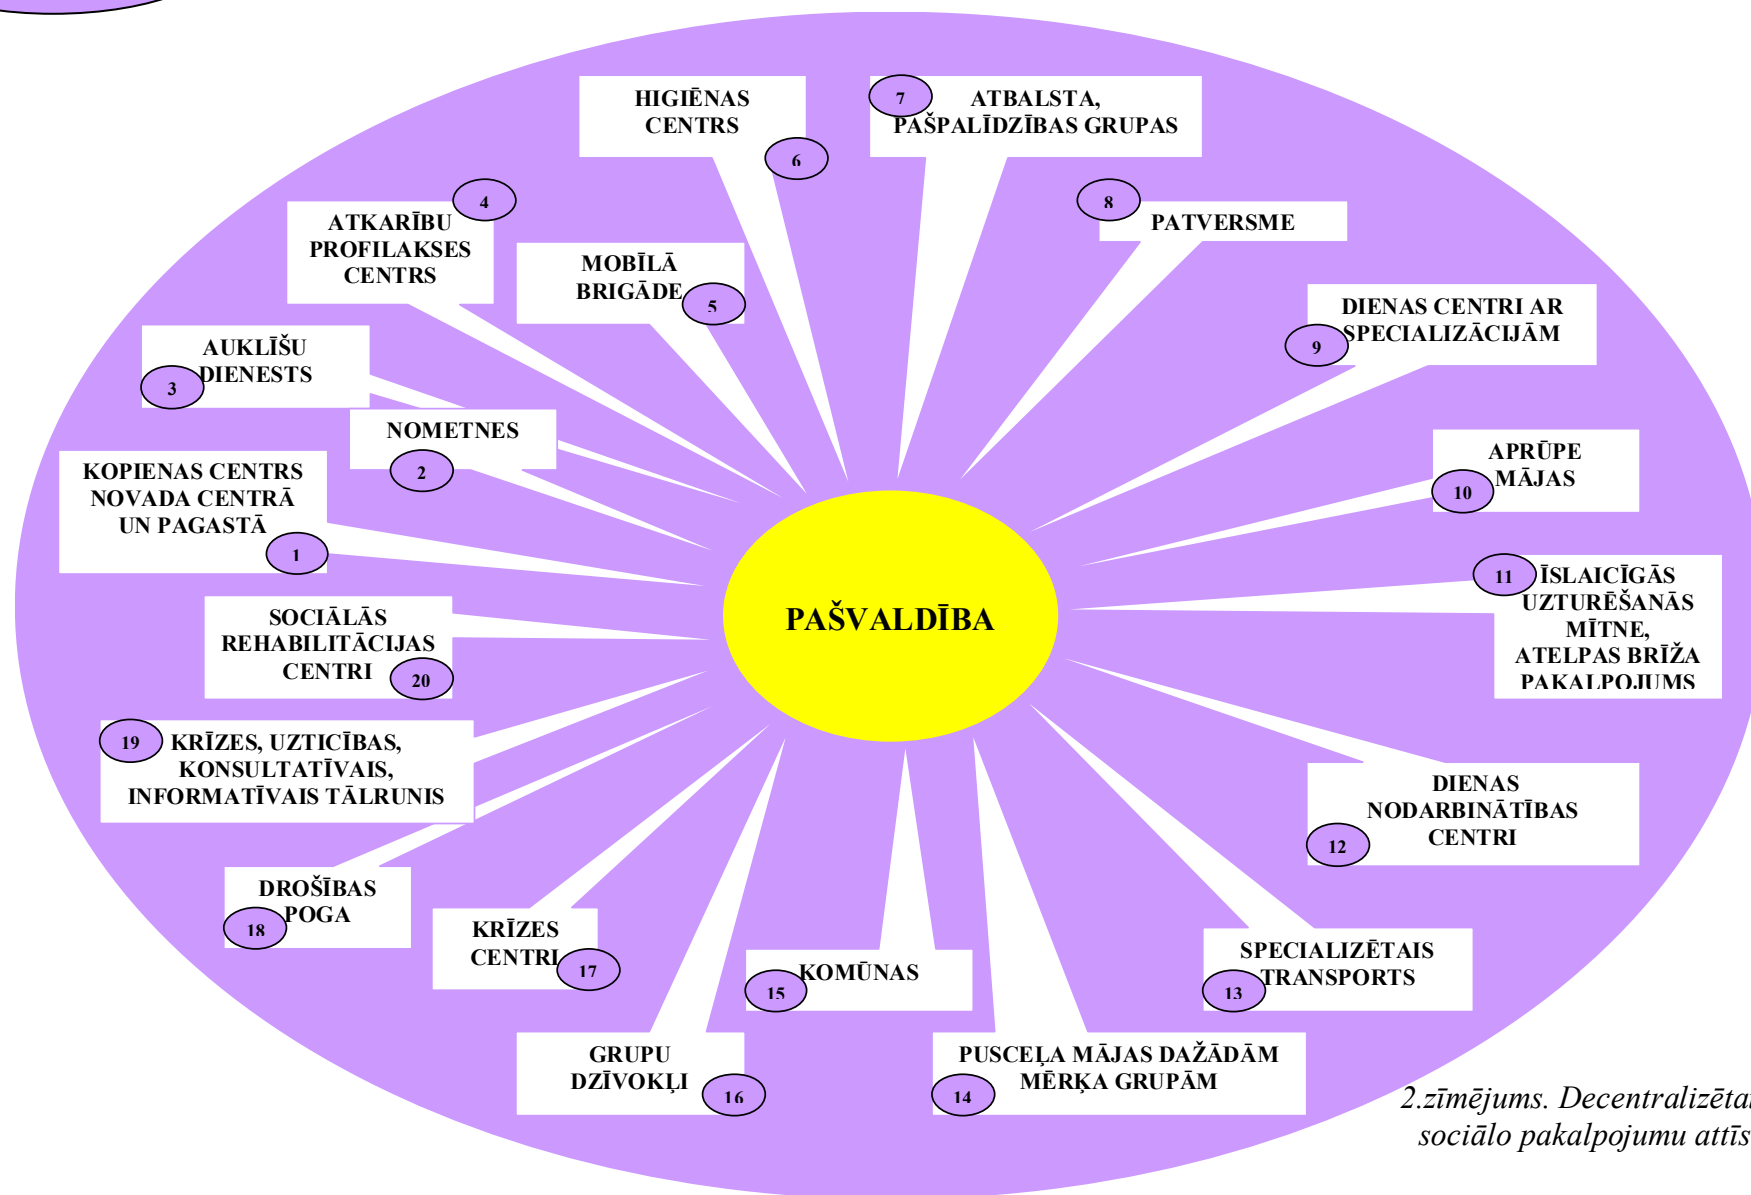 HIGIĒNAS
CENTRS
6
7
ATBALSTA,
PAŠPALĪDZĪBAS GRUPAS
4
ATKARĪBU
PROFILAKSES
CENTRS
8
PATVERSME
MOBĪLĀ
BRIGĀDE
5
DIENAS CENTRI AR
SPECIALIZĀCIJĀM
9
AUKLĪŠU
DIENESTS
3
NOMETNES
2
APRŪPE
MĀJAS
10
KOPIENAS CENTRS
NOVADA CENTRĀ
UN PAGASTĀ
1
11
ĪSLAICĪGĀS
UZTURĒŠANĀS
MĪTNE,
ATELPAS BRĪŽA
PAKALPOJUMS
PAŠVALDĪBA
SOCIĀLĀS
REHABILITĀCIJAS
CENTRI
20
19
KRĪZES, UZTICĪBAS,
KONSULTATĪVAIS,
INFORMATĪVAIS TĀLRUNIS
DIENAS
NODARBINĀTĪBAS
CENTRI
12
DROŠĪBAS
POGA
18
KRĪZES
CENTRI
17
KOMŪNAS
15
SPECIALIZĒTAIS
TRANSPORTS
13
GRUPU
DZĪVOKĻI
16
PUSCEĻA MĀJAS DAŽĀDĀM
MĒRĶA GRUPĀM
14
2.zīmējums.
sociālo pakalpojumu